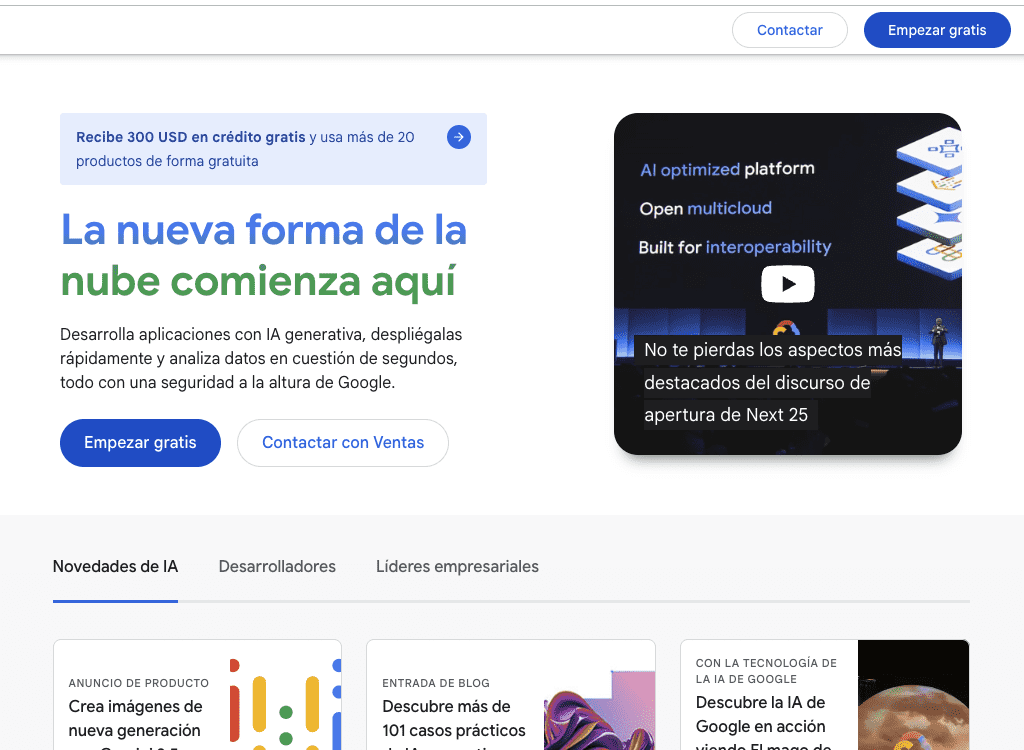 Contactar
Empezar gratis
Recibe 300 USD en crédito gratis y usa más de 20
productos de forma gratuita
La nueva forma de la
nube comienza aquí
Desarrolla aplicaciones con IA generativa, despliégalas
rápidamente y analiza datos en cuestión de segundos,
todo con una seguridad a la altura de Google.
Empezar gratis
Contactar con Ventas
AI optimized platform
Open multicloud
Built for interoperability
No te pierdas los aspectos más
destacados del discurso de
apertura de Next 25
Novedades de IA
Desarrolladores
Líderes empresariales
ANUNCIO DE PRODUCTO
Crea imágenes de
nueva generación
ENTRADA DE BLOG
Descubre más de
101 casos prácticos
CON LA TECNOLOGÍA DE
LA IA DE GOOGLE
Descubre la IA de
Google en acción
viendo El mago de